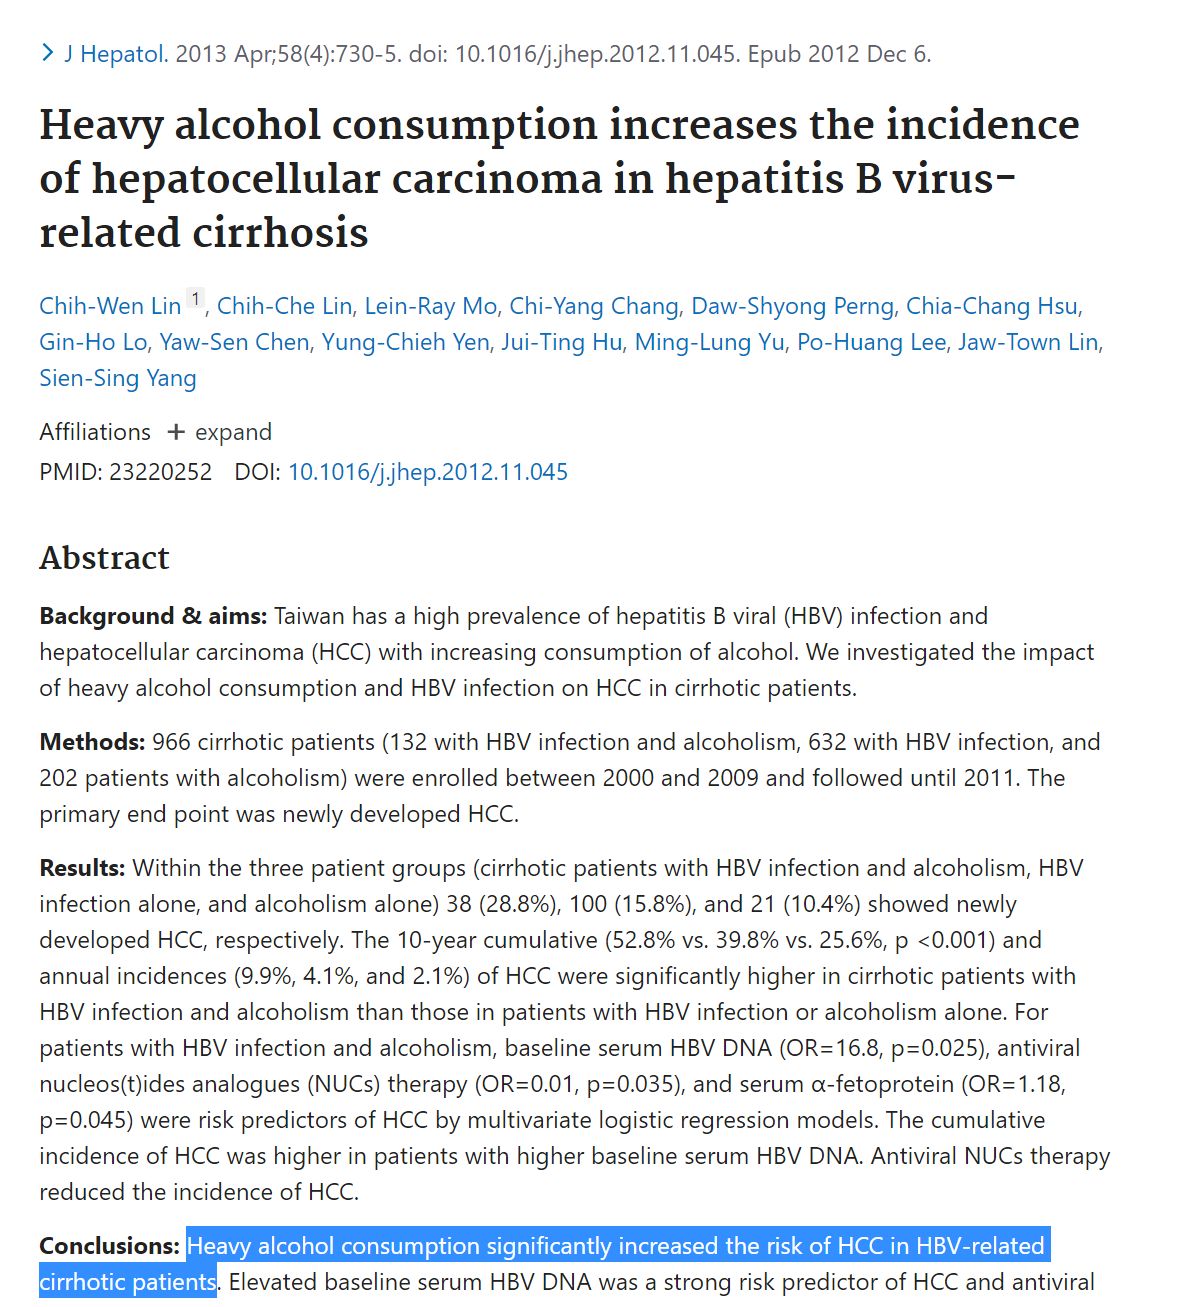 J Hepatol. 2013 Apr;58(4):730-5. doi: 10.1016/j.jhep.2012.11.045. Epub 2012 Dec 6.
Heavy alcohol consumption increases the incidence
of hepatocellular carcinoma in hepatitis B virus-
related cirrhosis
Chih-Wen Lin 1, Chih-Che Lin, Lein-Ray Mo, Chi-Yang Chang, Daw-Shyong Perng, Chia-Chang Hsu,
Gin-Ho Lo, Yaw-Sen Chen, Yung-Chieh Yen, Jui-Ting Hu, Ming-Lung Yu, Po-Huang Lee, Jaw-Town Lin,
Sien-Sing Yang
Affiliations + expand
PMID: 23220252 DOI: 10.1016/j.jhep.2012.11.045
Abstract
Background & aims: Taiwan has a high prevalence of hepatitis B viral (HBV) infection and
hepatocellular carcinoma (HCC) with increasing consumption of alcohol. We investigated the impact
of heavy alcohol consumption and HBV infection on HCC in cirrhotic patients.
Methods: 966 cirrhotic patients (132 with HBV infection and alcoholism, 632 with HBV infection, and
202 patients with alcoholism) were enrolled between 2000 and 2009 and followed until 2011. The
primary end point was newly developed HCC.
Results: Within the three patient groups (cirrhotic patients with HBV infection and alcoholism, HBV
infection alone, and alcoholism alone) 38 (28.8%), 100 (15.8%), and 21 (10.4%) showed newly
developed HCC, respectively. The 10-year cumulative (52.8% vs. 39.8% vs. 25.6%, p <0.001) and
annual incidences (9.9%, 4.1%, and 2.1%) of HCC were significantly higher in cirrhotic patients with
HBV infection and alcoholism than those in patients with HBV infection or alcoholism alone. For
patients with HBV infection and alcoholism, baseline serum HBV DNA (OR=16.8, p=0.025), antiviral
nucleos(t)ides analogues (NUCs) therapy (OR=0.01, p=0.035), and serum α-fetoprotein (OR=1.18,
p=0.045) were risk predictors of HCC by multivariate logistic regression models. The cumulative
incidence of HCC was higher in patients with higher baseline serum HBV DNA. Antiviral NUCs therapy
reduced the incidence of HCC.
Conclusions: Heavy alcohol consumption significantly increased the risk of HCC in HBV-related
cirrhotic patients. Elevated baseline serum HBV DNA was a strong risk predictor of HCC and antiviral